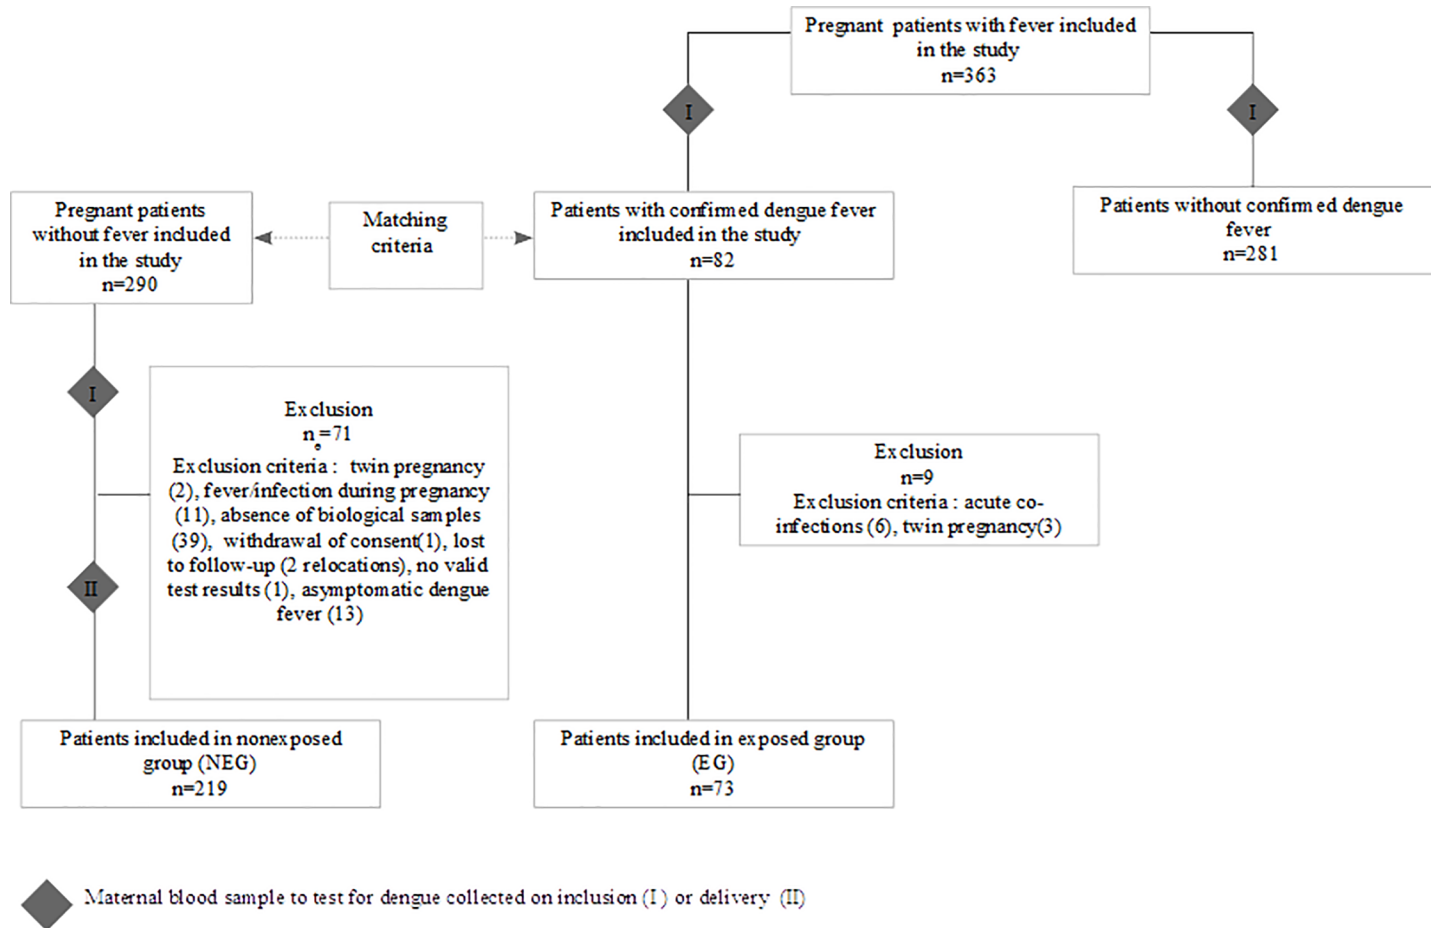 Pregnant patients with fever included
in the study
n=363
I
I
Pregnant patients
without fever included
in the study
n=290
Matching
criteria
Patients with confirmed dengue fever
included in the study
n=82
Patients without confirmed dengue
fever
n=281
I
Exclusion
n=71
Exclusion criteria : twin pregnancy
(2), fever/infection during pregnancy
(11), absence of biological samples
(39), withdrawal of consent(1), lost
to follow-up (2 relocations), no valid
test results (1), asymptomatic dengue
fever (13)
Exclusion
n=9
Exclusion criteria : acute co-
infections (6), twin pregnancy(3)
II
Patients included in nonexposed
group (NEG)
n=219
Patients included in exposed group
(EG)
n=73
Maternal blood sample to test for dengue collected on inclusion (I) or delivery (II)